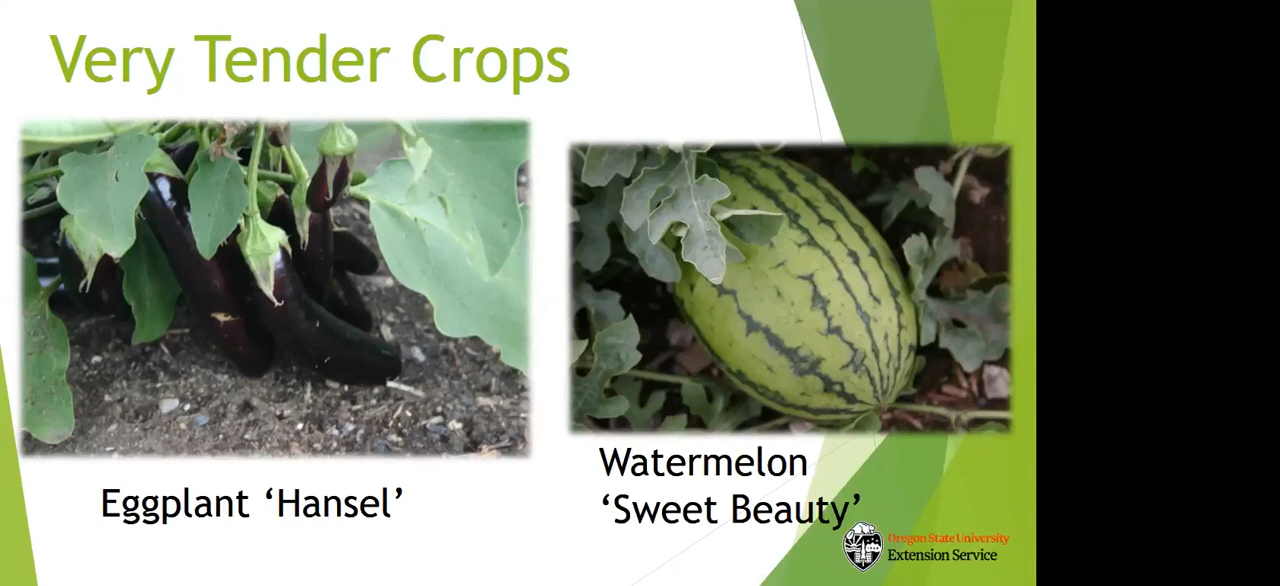 Very Tender Crops
Eggplant ‘Hansel’
Watermelon
‘Sweet Beauty’
Oregon State University
Extension Service